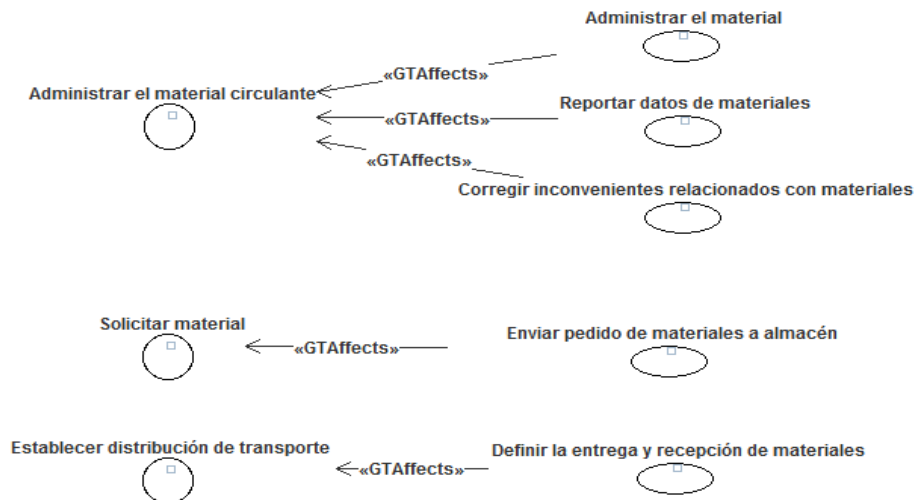 Administrar el material
«GTAffects»
Administrar el material circulante
Reportar datos de materiales
«GTAffects»
«GTAffects»
Corregir inconvenientes relacionados con materiales
Solicitar material
Enviar pedido de materiales a almacén
«GTAffects»
Establecer distribución de transporte
Definir la entrega y recepción de materiales
«GTAffects»